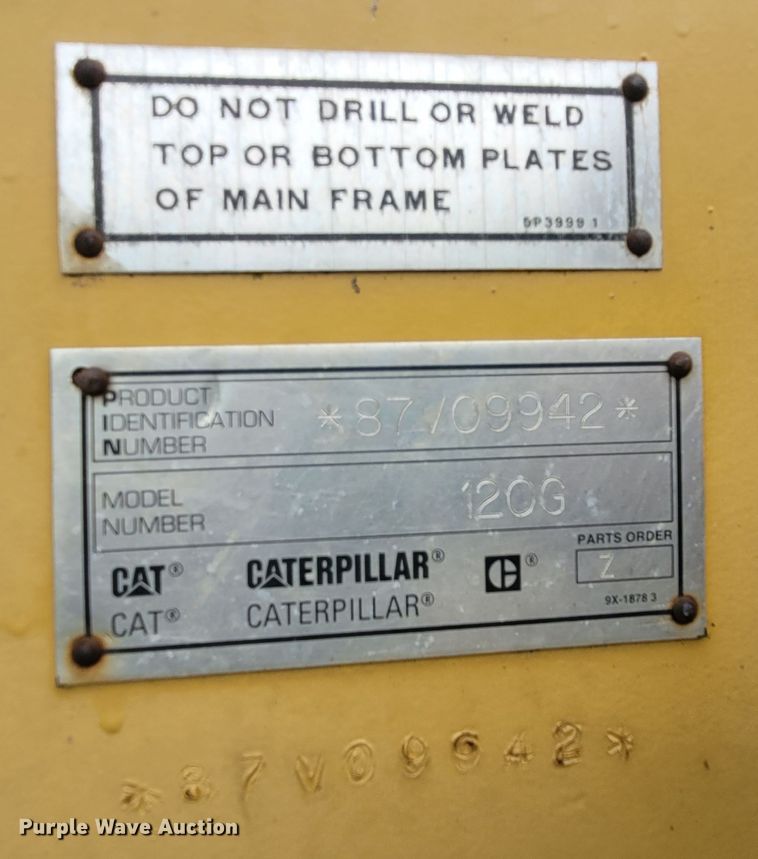 DO NOT DRILL OR WELD
TOP OR BOTTOM PLATES
OF MAIN FRAME
5P3999 1
PRODUCT
IDENTIFICATION
NUMBER
*87V09942*
MODEL
NUMBER
120G
PARTS ORDER
Z
CAT® CATERPILLAR® C®
CAT® CATERPILLAR®
9X-1878 3
*87V09942*
Purple Wave Auction